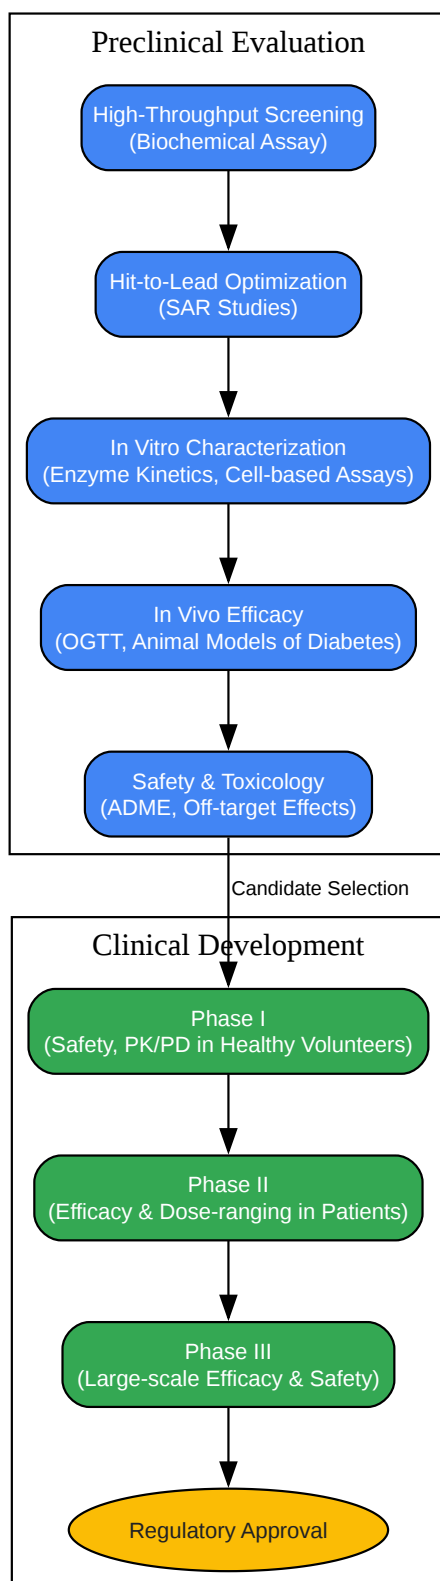 Preclinical Evaluation
High-Throughput Screening
(Biochemical Assay)
Hit-to-Lead Optimization
(SAR Studies)
In Vitro Characterization
(Enzyme Kinetics, Cell-based Assays)
In Vivo Efficacy
(OGTT, Animal Models of Diabetes)
Safety & Toxicology
(ADME, Off-target Effects)
Candidate Selection
Clinical Development
Phase I
(Safety, PK/PD in Healthy Volunteers)
Phase II
(Efficacy & Dose-ranging in Patients)
Phase III
(Large-scale Efficacy & Safety)
Regulatory Approval